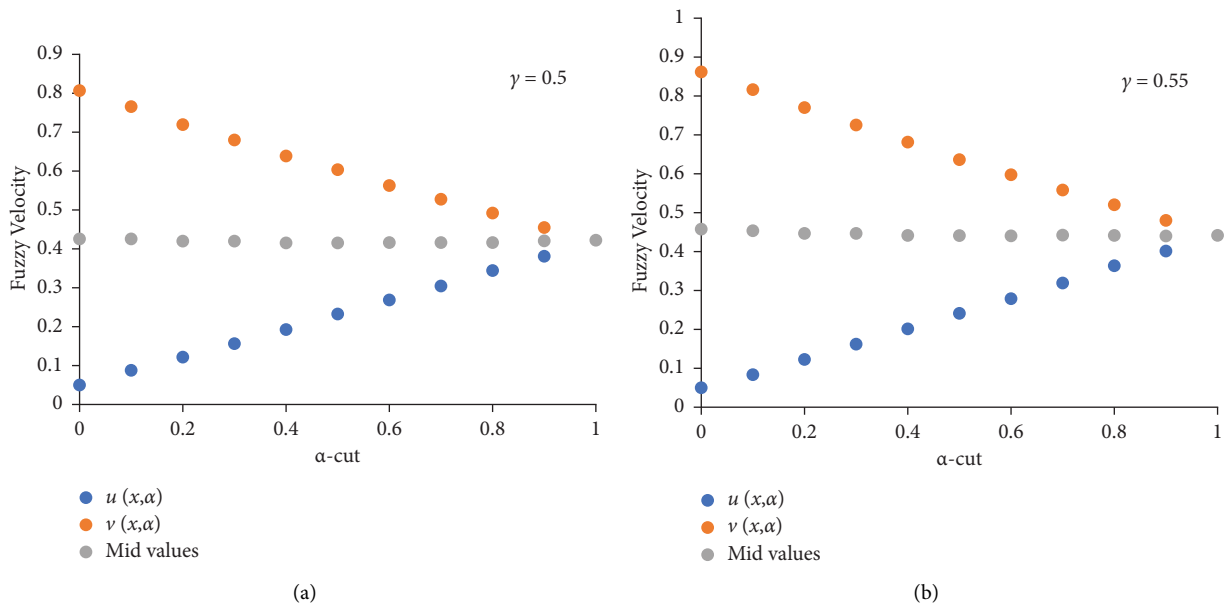 0.9
0.8
0.7
0.6
0.5
0.4
0.3
0.2
0.1
0
Fuzzy Velocity
γ = 0.5
0 0.2 0.4 0.6 0.8 1
α-cut
u (x,α)
v (x,α)
Mid values
(a)
1
0.9
0.8
0.7
0.6
0.5
0.4
0.3
0.2
0.1
0
Fuzzy Velocity
γ = 0.55
0 0.2 0.4 0.6 0.8 1
α-cut
u (x,α)
v (x,α)
Mid values
(b)